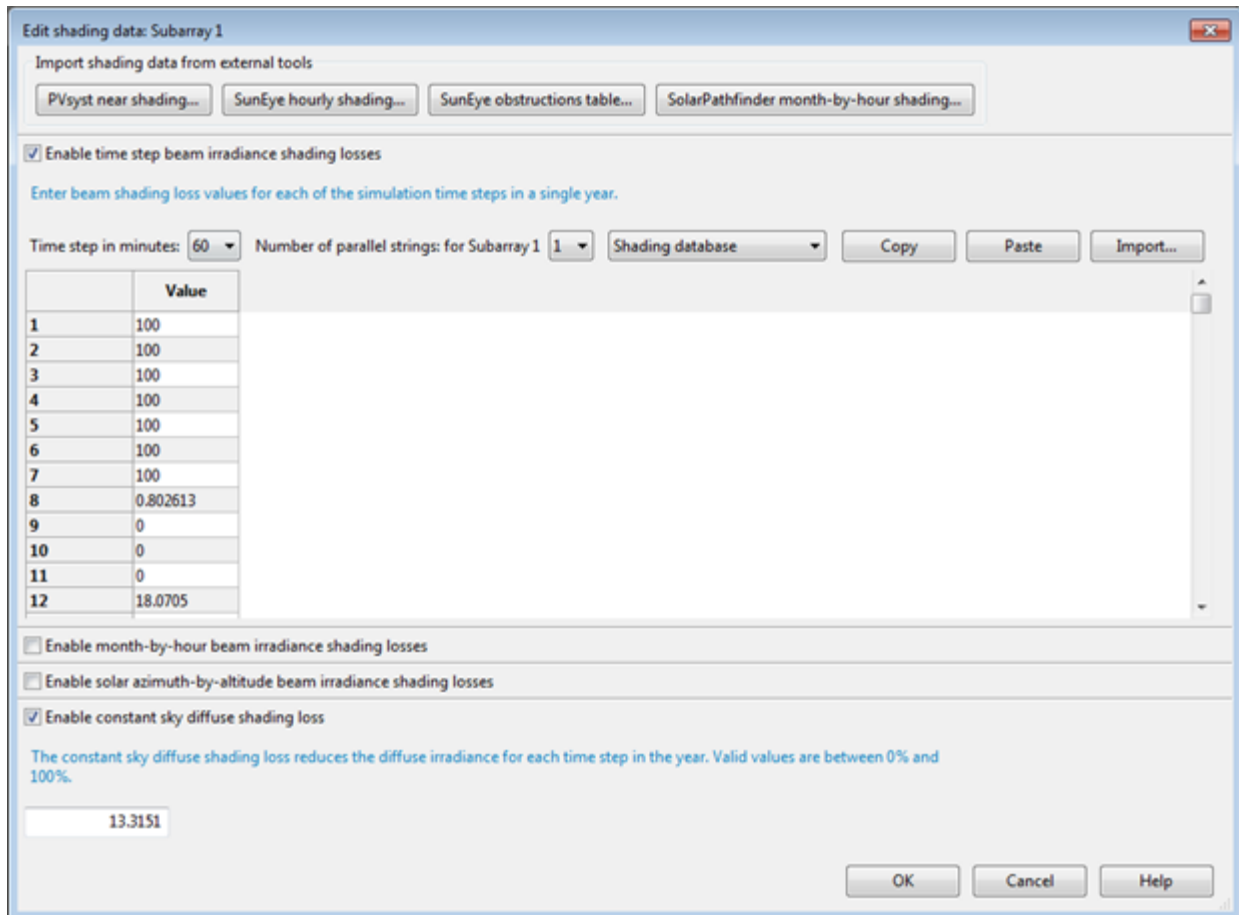 Edit shading data: Subarray 1
Import shading data from external tools
PVsyst near shading... SunEye hourly shading... SunEye obstructions table... SolarPathfinder month-by-hour shading...
Enable time step beam irradiance shading losses
Enter beam shading loss values for each of the simulation time steps in a single year.
Time step in minutes: 60 Number of parallel strings: for Subarray 1 1 Shading database Copy Paste Import...
Value
1 100
2 100
3 100
4 100
5 100
6 100
7 100
8 0.802613
9 0
10 0
11 0
12 18.0705
Enable month-by-hour beam irradiance shading losses
Enable solar azimuth-by-altitude beam irradiance shading losses
Enable constant sky diffuse shading loss
The constant sky diffuse shading loss reduces the diffuse irradiance for each time step in the year. Valid values are between 0% and
100%.
13.3151
OK Cancel Help